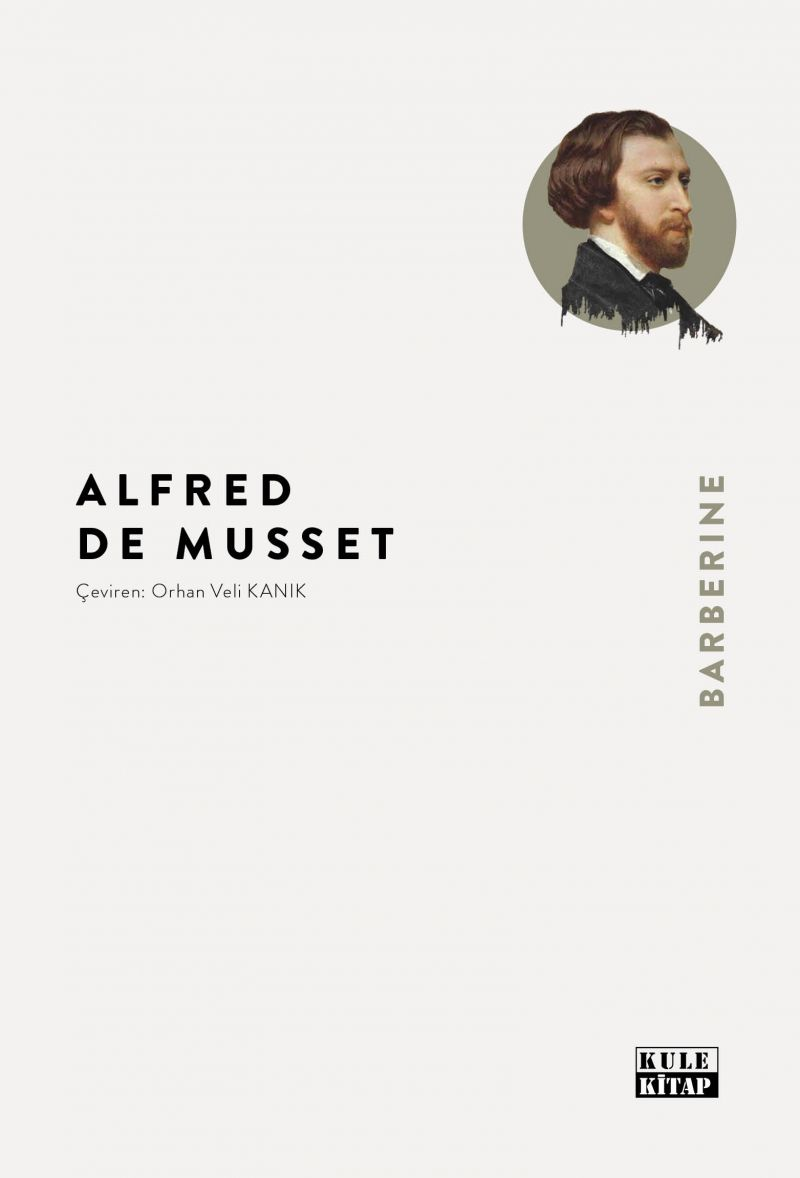 ALFRED
DE MUSSET
Çeviren: Orhan Veli KANIK
BARBERINE
KULE
KİTAP